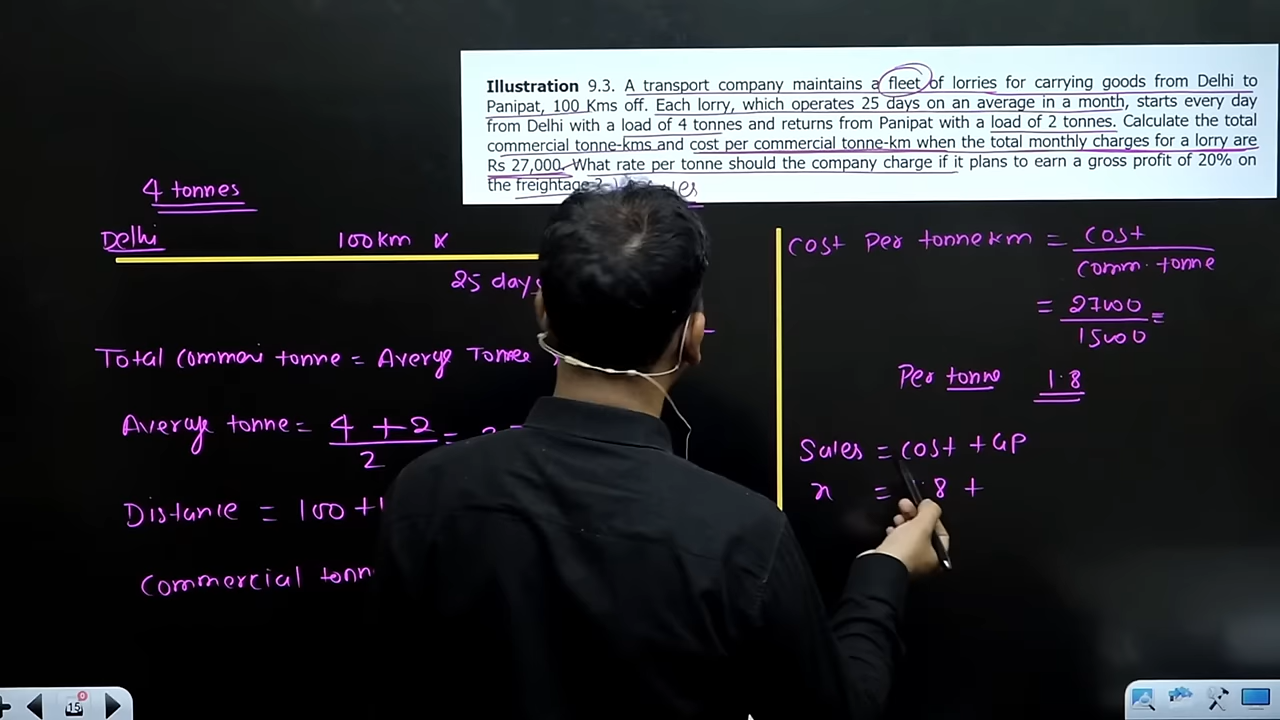 Illustration 9.3. A transport company maintains a fleet of lorries for carrying goods from Delhi to
Panipat, 100 Kms off. Each lorry, which operates 25 days on an average in a month, starts every day
from Delhi with a load of 4 tonnes and returns from Panipat with a load of 2 tonnes. Calculate the total
commercial tonne-kms and cost per commercial tonne-km when the total monthly charges for a lorry are
Rs 27,000. What rate per tonne should the company charge if it plans to earn a gross profit of 20% on
the freightage?
4 tonnes
Delhi 100km x
25 days
Total Commer tonne = Averge Tonnee
Average tonne = 4 + 2 / 2 =
Distance = 100 +
Commercial tonn
Cost Per tonne km = Cost / Comm. tonne
= 27000 / 15000 =
Per tonne 1.8
Sales = Cost + GP
x = .8 +
15